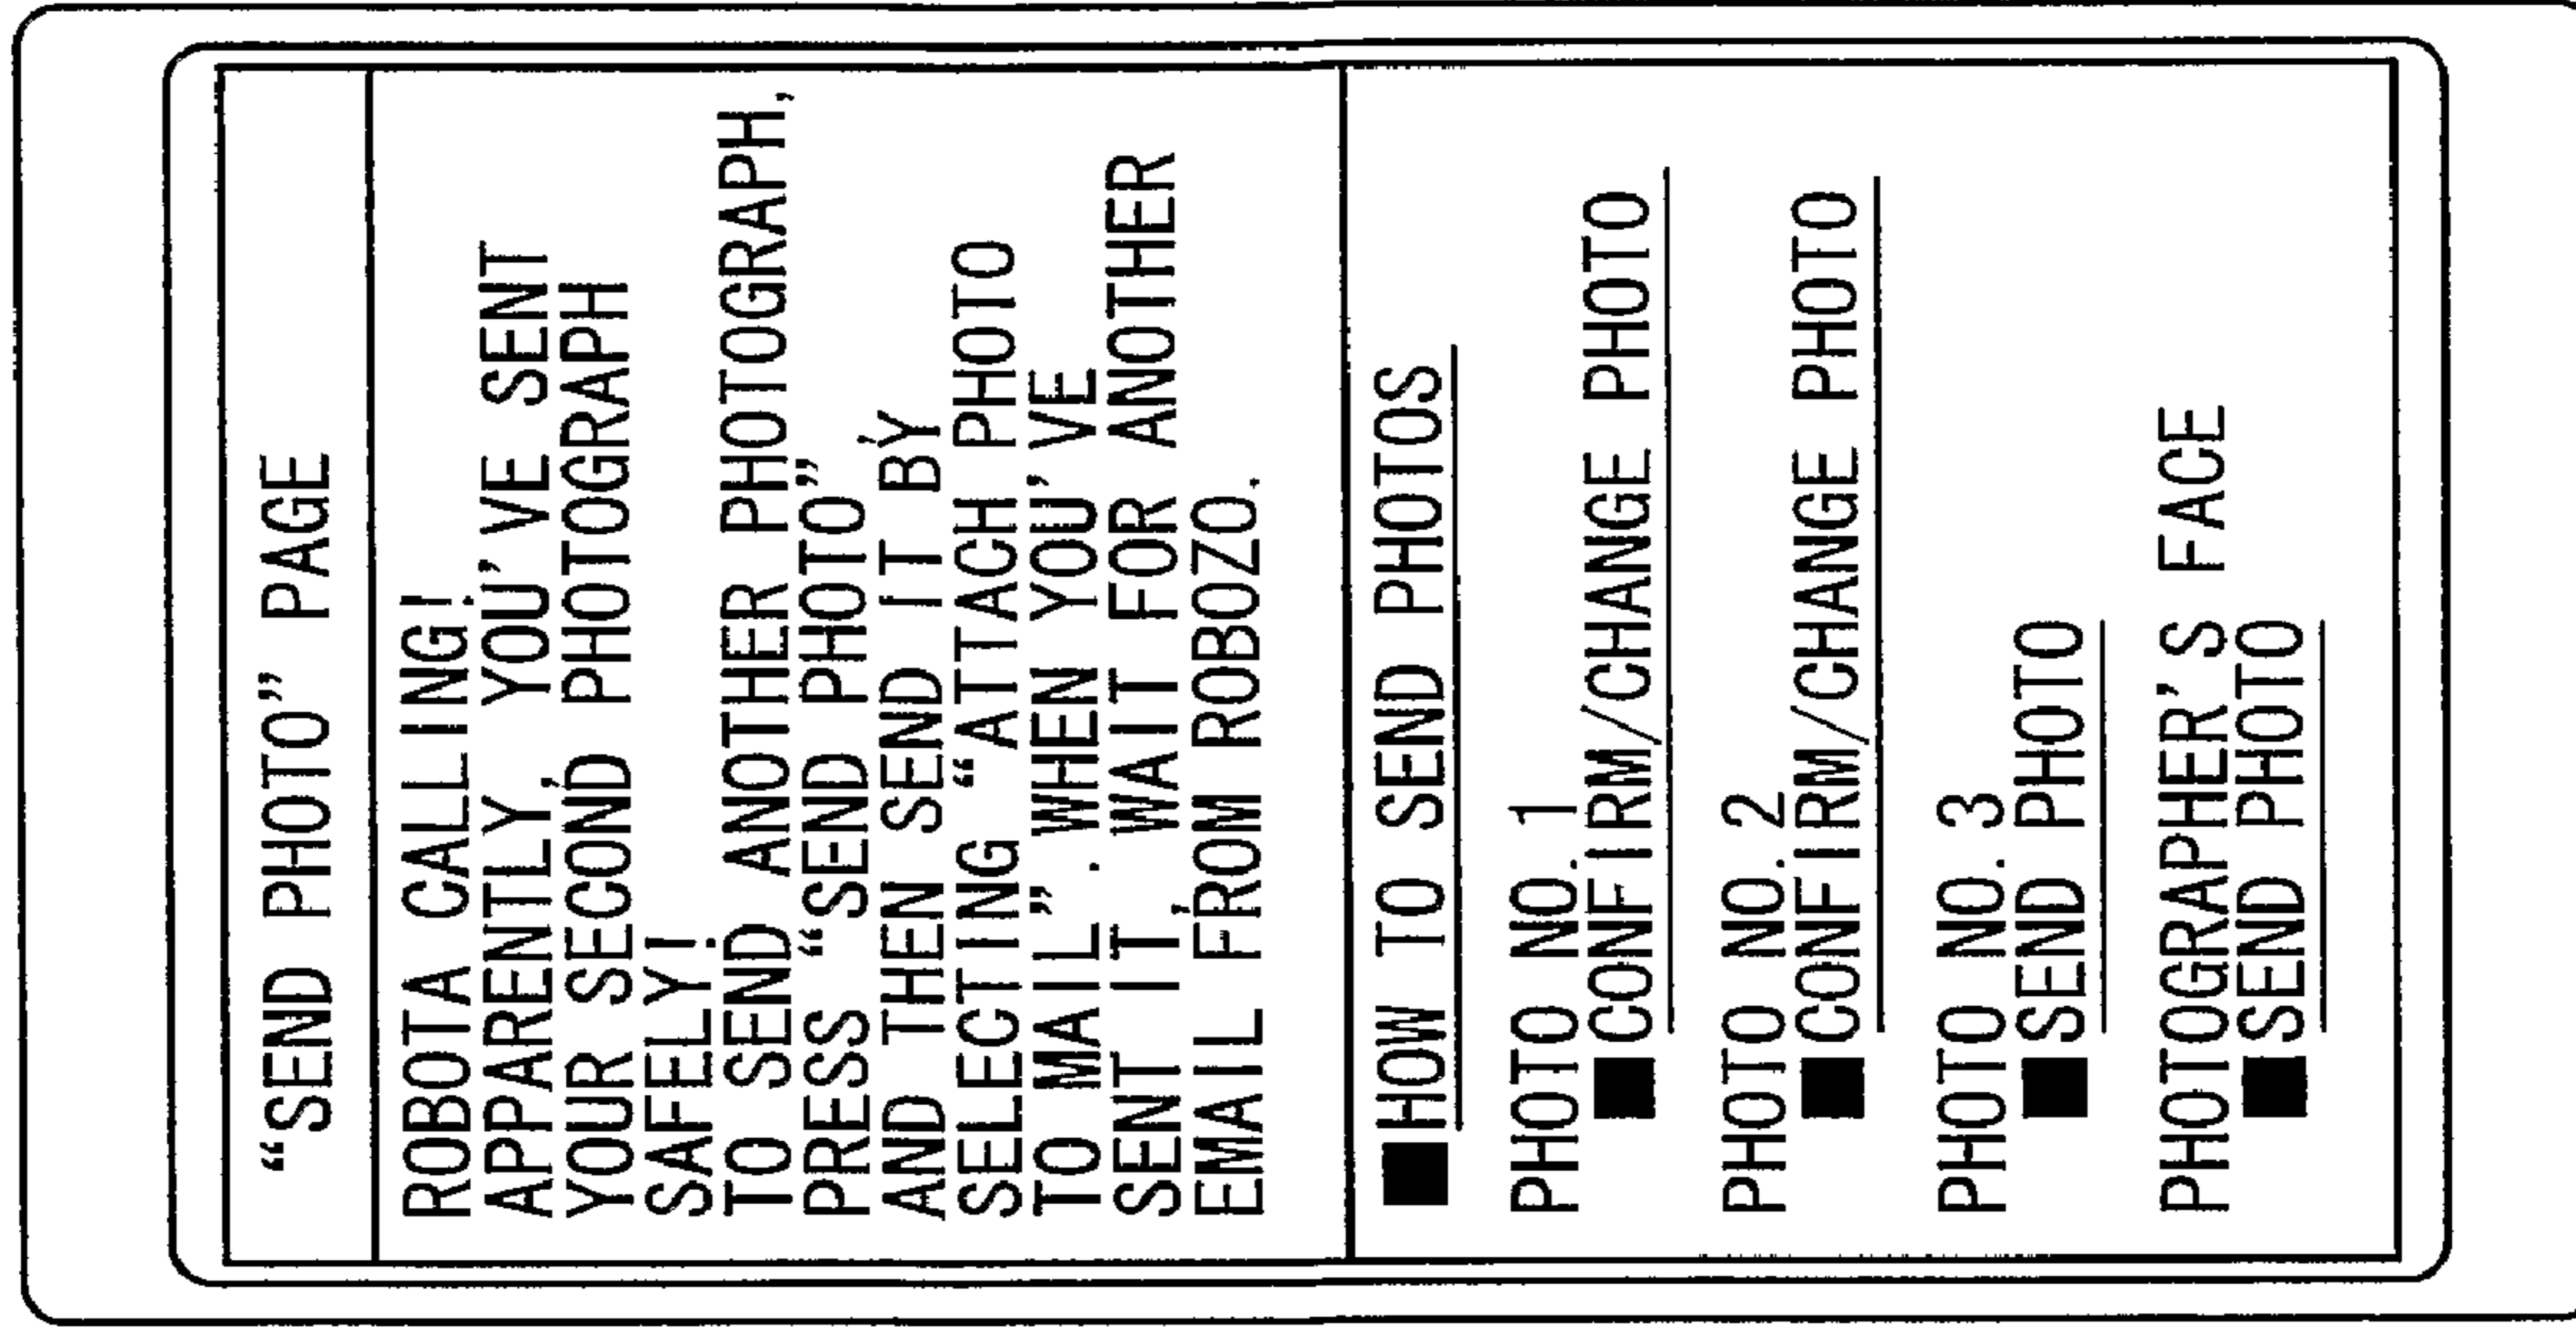 “SEND PHOTO” PAGE
ROBOTA CALLING!
APPARENTLY, YOU'VE SENT
YOUR SECOND PHOTOGRAPH
SAFELY!
TO SEND ANOTHER PHOTOGRAPH,
PRESS “SEND PHOTO”,
AND THEN SEND IT BY
SELECTING “ATTACH PHOTO
TO MAIL”. WHEN YOU'VE
SENT IT, WAIT FOR ANOTHER
EMAIL FROM ROBOZO.
■HOW TO SEND PHOTOS
PHOTO NO. 1
■CONFIRM/CHANGE PHOTO
PHOTO NO. 2
■CONFIRM/CHANGE PHOTO
PHOTO NO. 3
■SEND PHOTO
PHOTOGRAPHER'S FACE
■SEND PHOTO